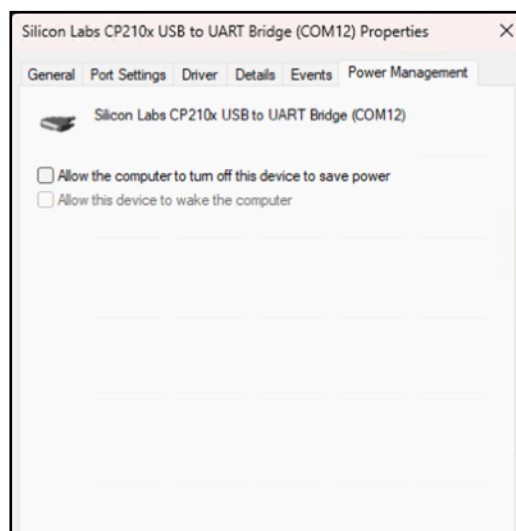 Silicon Labs CP210x USB to UART Bridge (COM12) Properties
General Port Settings Driver Details Events Power Management
Silicon Labs CP210x USB to UART Bridge (COM12)
Allow the computer to turn off this device to save power
Allow this device to wake the computer